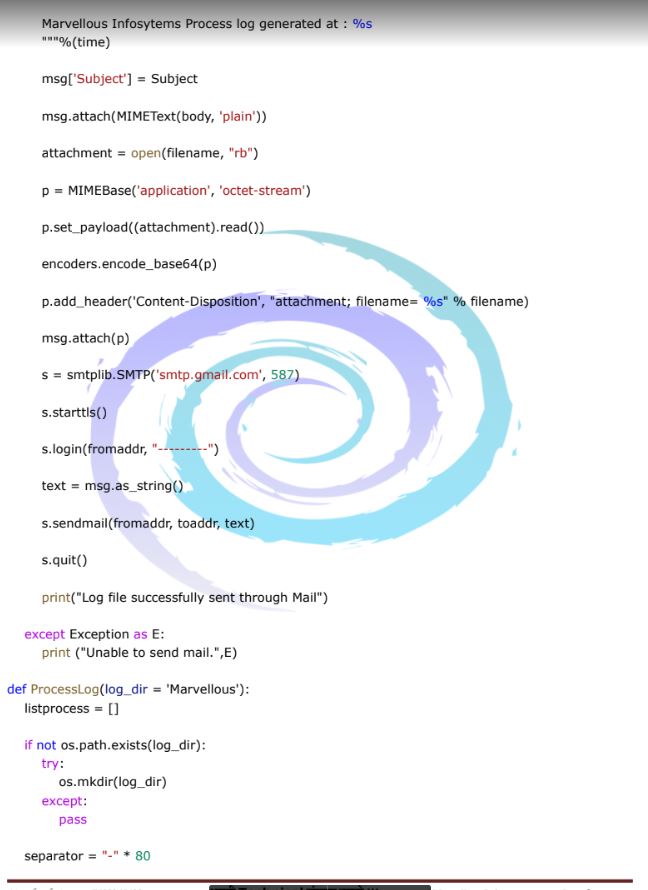 Marvellous Infosytems Process log generated at : %s
"""%(time)
msg['Subject'] = Subject
msg.attach(MIMEText(body, 'plain'))
attachment = open(filename, "rb")
p = MIMEBase('application', 'octet-stream')
p.set_payload((attachment).read())
encoders.encode_base64(p)
p.add_header('Content-Disposition', "attachment; filename= %s" % filename)
msg.attach(p)
s = smtplib.SMTP('smtp.gmail.com', 587)
s.starttls()
s.login(fromaddr, "---------")
text = msg.as_string()
s.sendmail(fromaddr, toaddr, text)
s.quit()
print("Log file successfully sent through Mail")
except Exception as E:
print ("Unable to send mail.",E)
def ProcessLog(log_dir = 'Marvellous'):
listprocess = []
if not os.path.exists(log_dir):
try:
os.mkdir(log_dir)
except:
pass
separator = "-" * 80